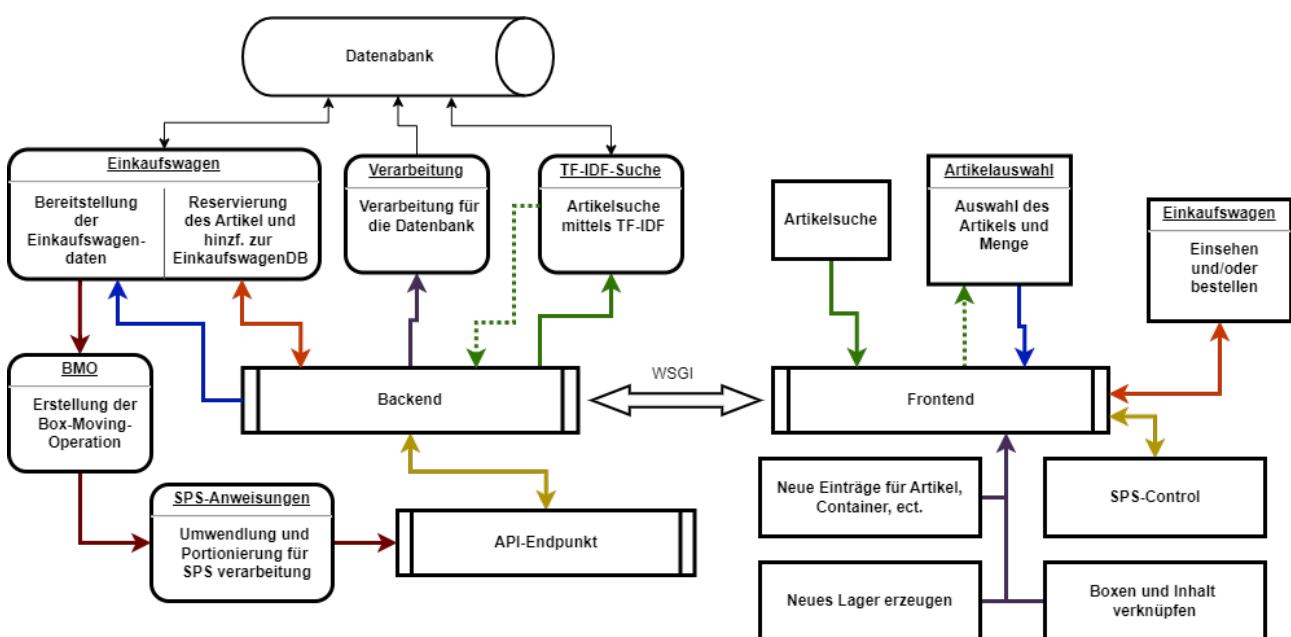 Datenabank
Einkaufswagen
Bereitstellung
der
Einkaufswagen-
daten
Reservierung
des Artikel und
hinzf. zur
EinkaufswagenDB
Verarbeitung
Verarbeitung für
die Datenbank
TF-IDF-Suche
Artikelsuche
mittels TF-IDF
Artikelsuche
Artikelauswahl
Auswahl des
Artikels und
Menge
Einkaufswagen
Einsehen
und/oder
bestellen
BMO
Erstellung der
Box-Moving-
Operation
Backend
WSGI
Frontend
SPS-Anweisungen
Umwendlung und
Portionierung für
SPS verarbeitung
API-Endpunkt
Neue Einträge für Artikel,
Container, ect.
SPS-Control
Neues Lager erzeugen
Boxen und Inhalt
verknüpfen